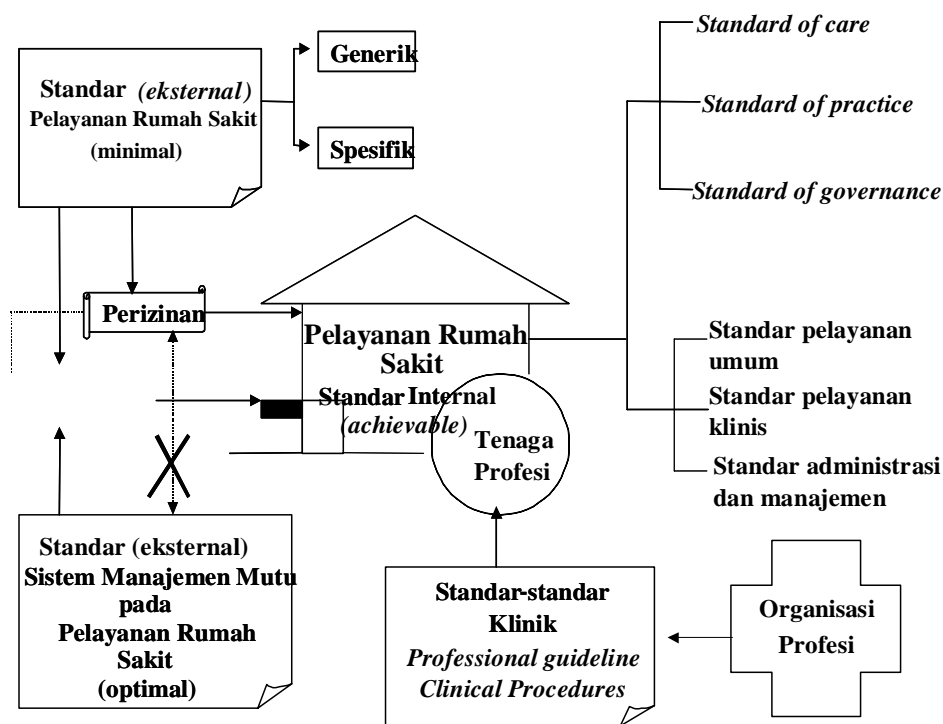 Standar (eksternal)
Pelayanan Rumah Sakit
(minimal)
Generik
Spesifik
Standard of care
Standard of practice
Standard of governance
Perizinan
Pelayanan Rumah
Sakit
Standar Internal
(achievable)
Tenaga
Profesi
Standar pelayanan
umum
Standar pelayanan
klinis
Standar administrasi
dan manajemen
Standar (eksternal)
Sistem Manajemen Mutu
pada
Pelayanan Rumah
Sakit
(optimal)
Standar-standar
Klinik
Professional guideline
Clinical Procedures
Organisasi
Profesi